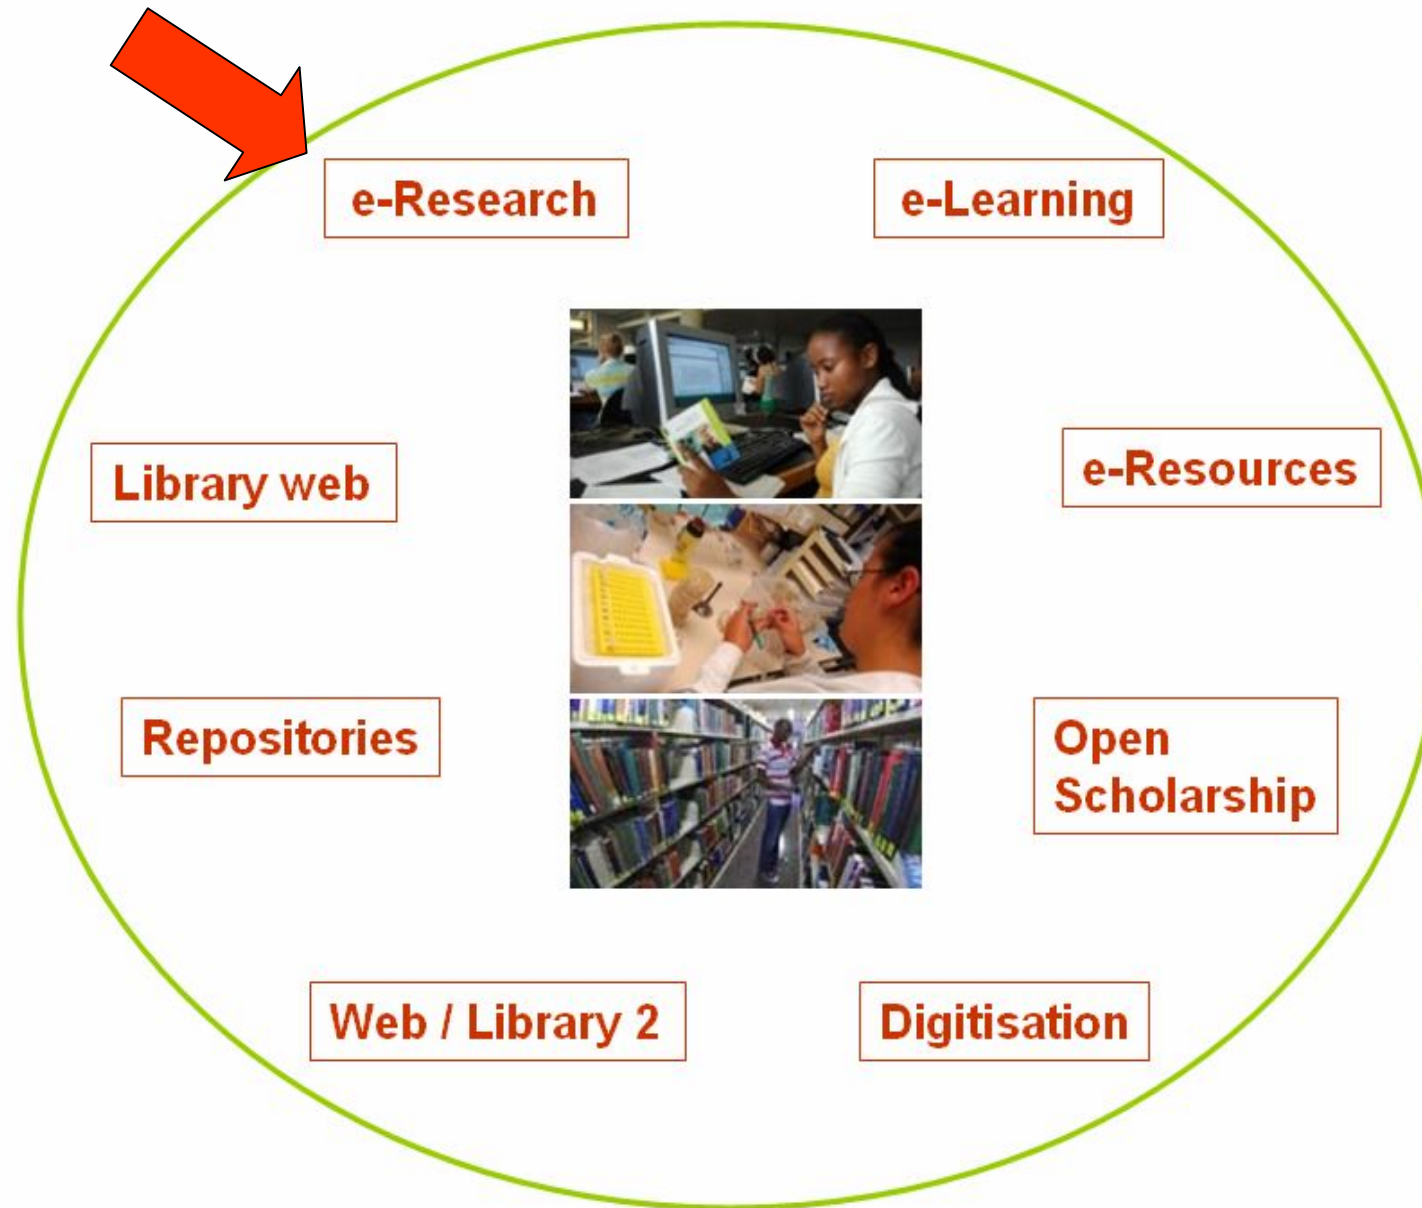 e-Research
e-Learning
Library web
e-Resources
Repositories
Open
Scholarship
Web / Library 2
Digitisation